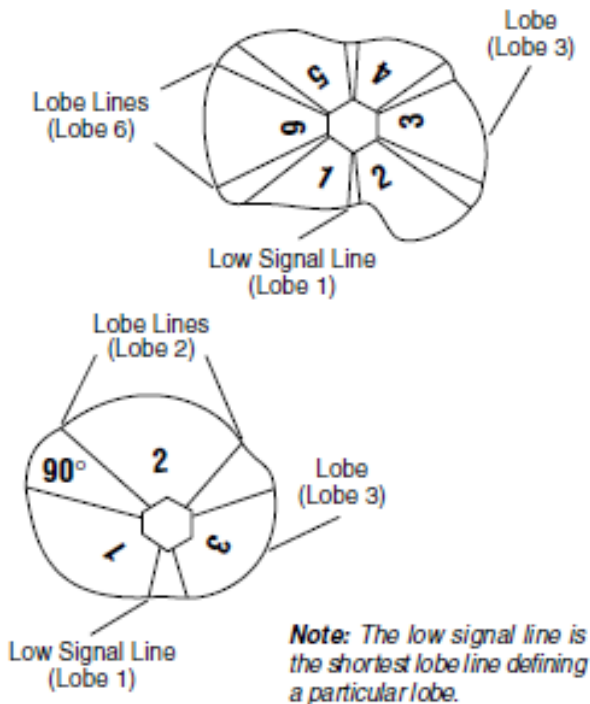 Lobe
(Lobe 3)
5
4
Lobe Lines
(Lobe 6)
6
3
1
2
Low Signal Line
(Lobe 1)
Lobe Lines
(Lobe 2)
90°
2
Lobe
(Lobe 3)
1
3
Low Signal Line
(Lobe 1)
Note: The low signal line is
the shortest lobe line defining
a particular lobe.